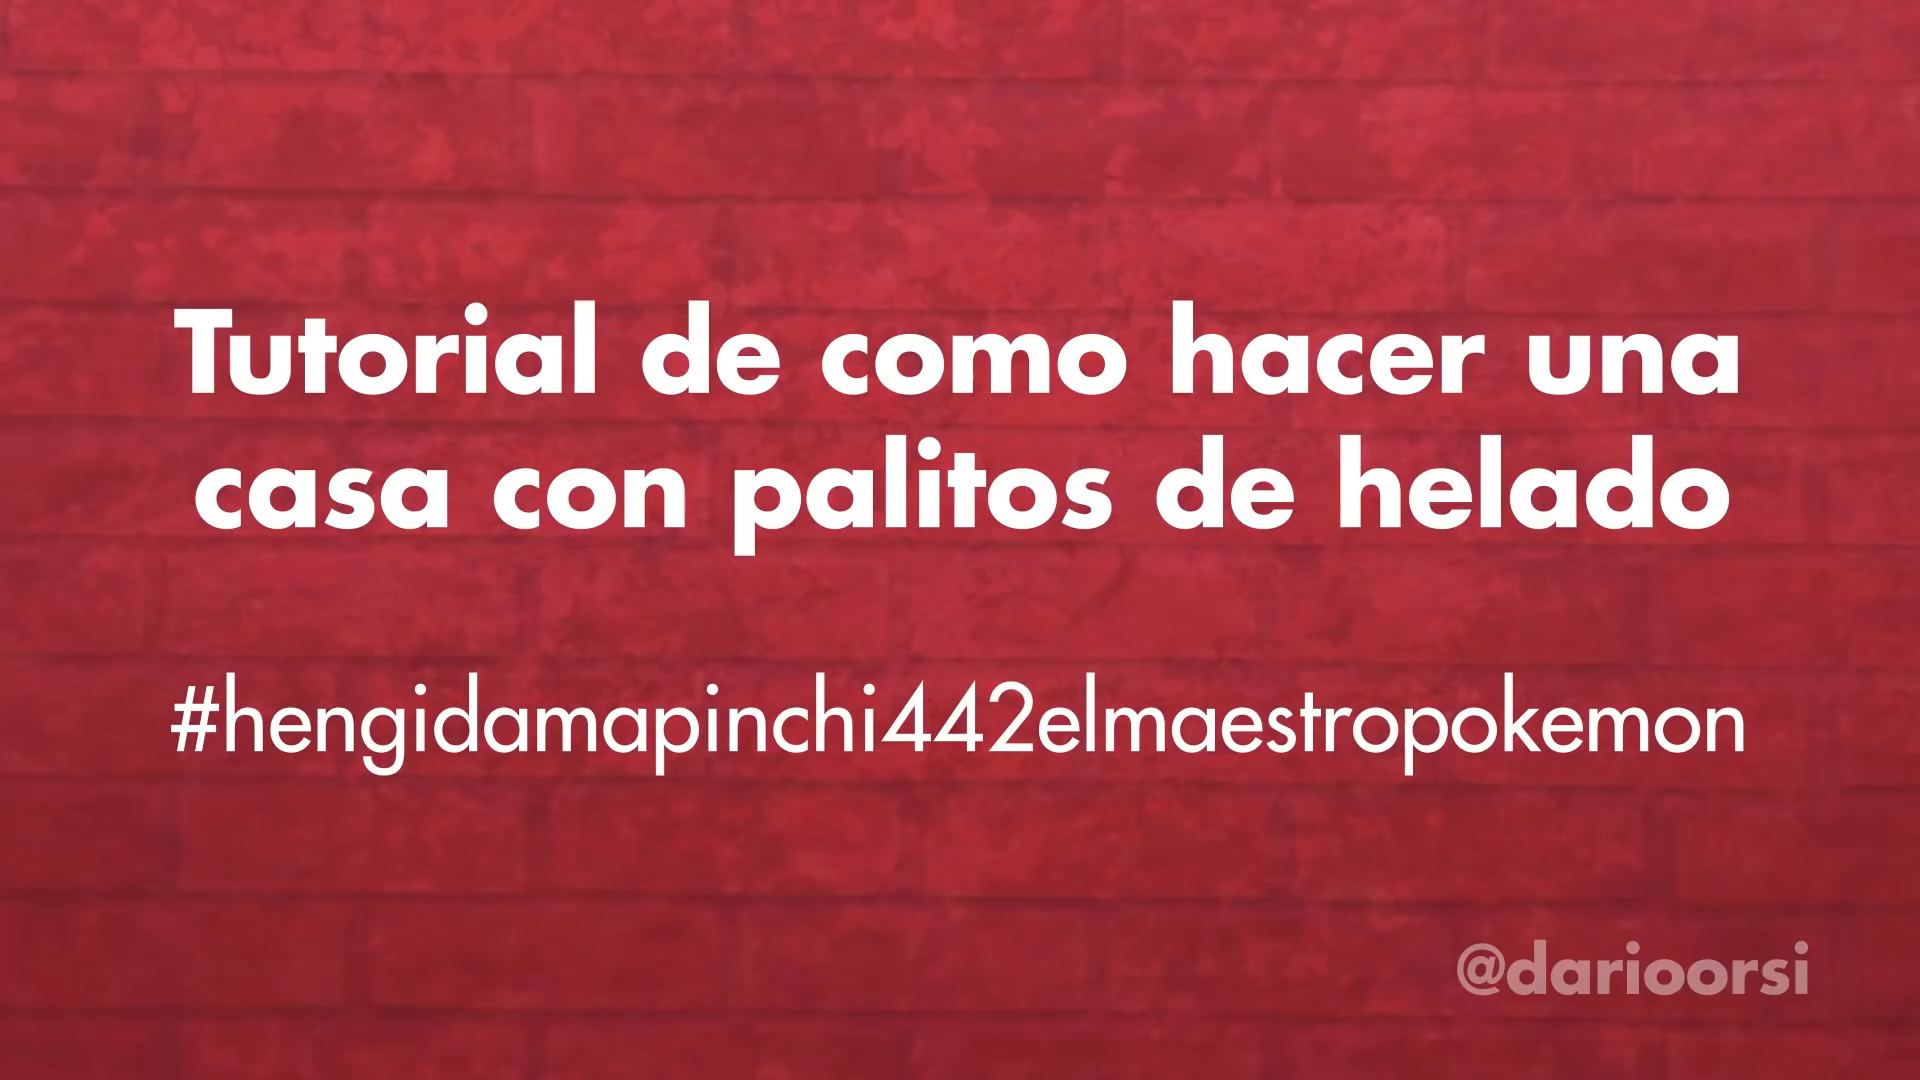 Tutorial de como hacer una
casa con palitos de helado
#hengidamapinchi442elmaestropokemon
@darioorsi